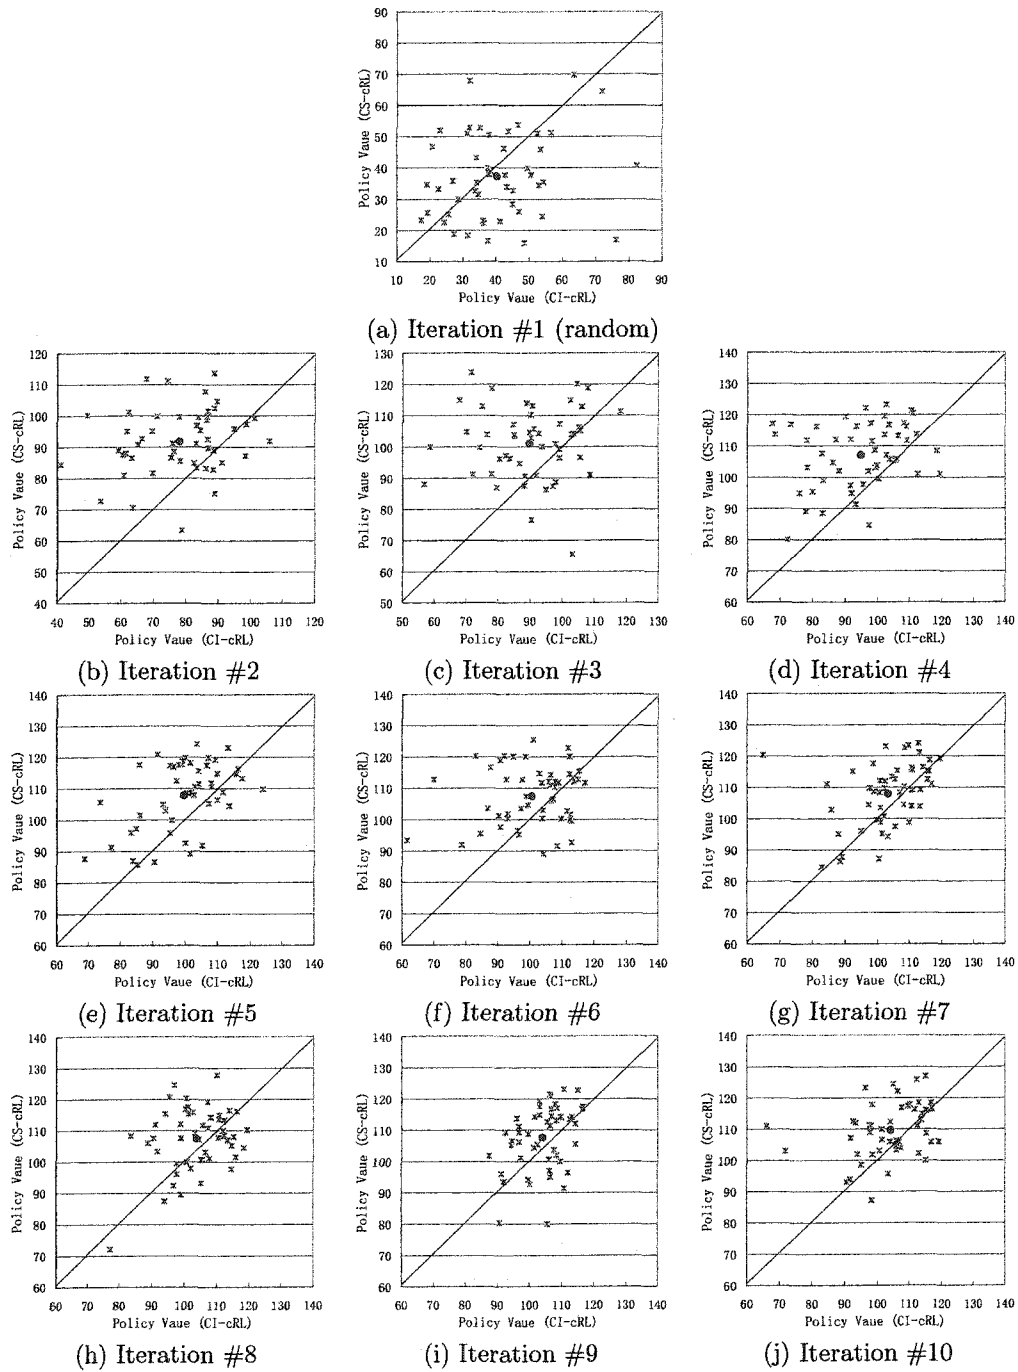 90
80
70
60
50
40
30
20
10
Policy Vaue (CS-cRL)
10 20 30 40 50 60 70 80 90
Policy Vaue (CI-cRL)
(a) Iteration #1 (random)
120
110
100
90
80
70
60
50
40
Policy Vaue (CS-cRL)
40 50 60 70 80 90 100 110 120
Policy Vaue (CI-cRL)
(b) Iteration #2
130
120
110
100
90
80
70
60
50
Policy Vaue (CS-cRL)
50 60 70 80 90 100 110 120 130
Policy Vaue (CI-cRL)
(c) Iteration #3
140
130
120
110
100
90
80
70
60
Policy Vaue (CS-cRL)
60 70 80 90 100 110 120 130 140
Policy Vaue (CI-cRL)
(d) Iteration #4
140
130
120
110
100
90
80
70
60
Policy Vaue (CS-cRL)
60 70 80 90 100 110 120 130 140
Policy Vaue (CI-cRL)
(e) Iteration #5
140
130
120
110
100
90
80
70
60
Policy Vaue (CS-cRL)
60 70 80 90 100 110 120 130 140
Policy Vaue (CI-cRL)
(f) Iteration #6
140
130
120
110
100
90
80
70
60
Policy Vaue (CS-cRL)
60 70 80 90 100 110 120 130 140
Policy Vaue (CI-cRL)
(g) Iteration #7
140
130
120
110
100
90
80
70
60
Policy Vaue (CS-cRL)
60 70 80 90 100 110 120 130 140
Policy Vaue (CI-cRL)
(h) Iteration #8
140
130
120
110
100
90
80
70
60
Policy Vaue (CS-cRL)
60 70 80 90 100 110 120 130 140
Policy Vaue (CI-cRL)
(i) Iteration #9
140
130
120
110
100
90
80
70
60
Policy Vaue (CS-cRL)
60 70 80 90 100 110 120 130 140
Policy Vaue (CI-cRL)
(j) Iteration #10